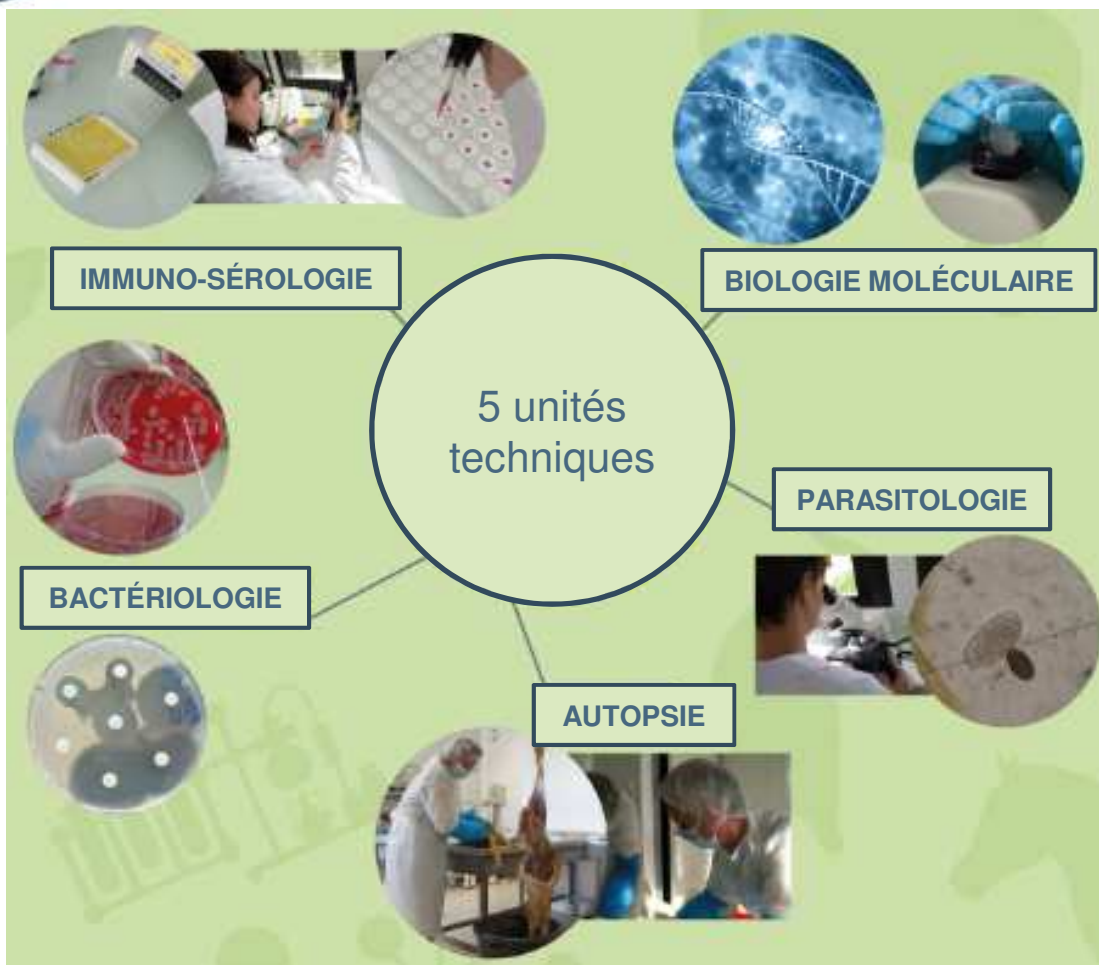 IMMUNO-SÉROLOGIE
BIOLOGIE MOLÉCULAIRE
5 unités
techniques
PARASITOLOGIE
BACTÉRIOLOGIE
AUTOPSIE